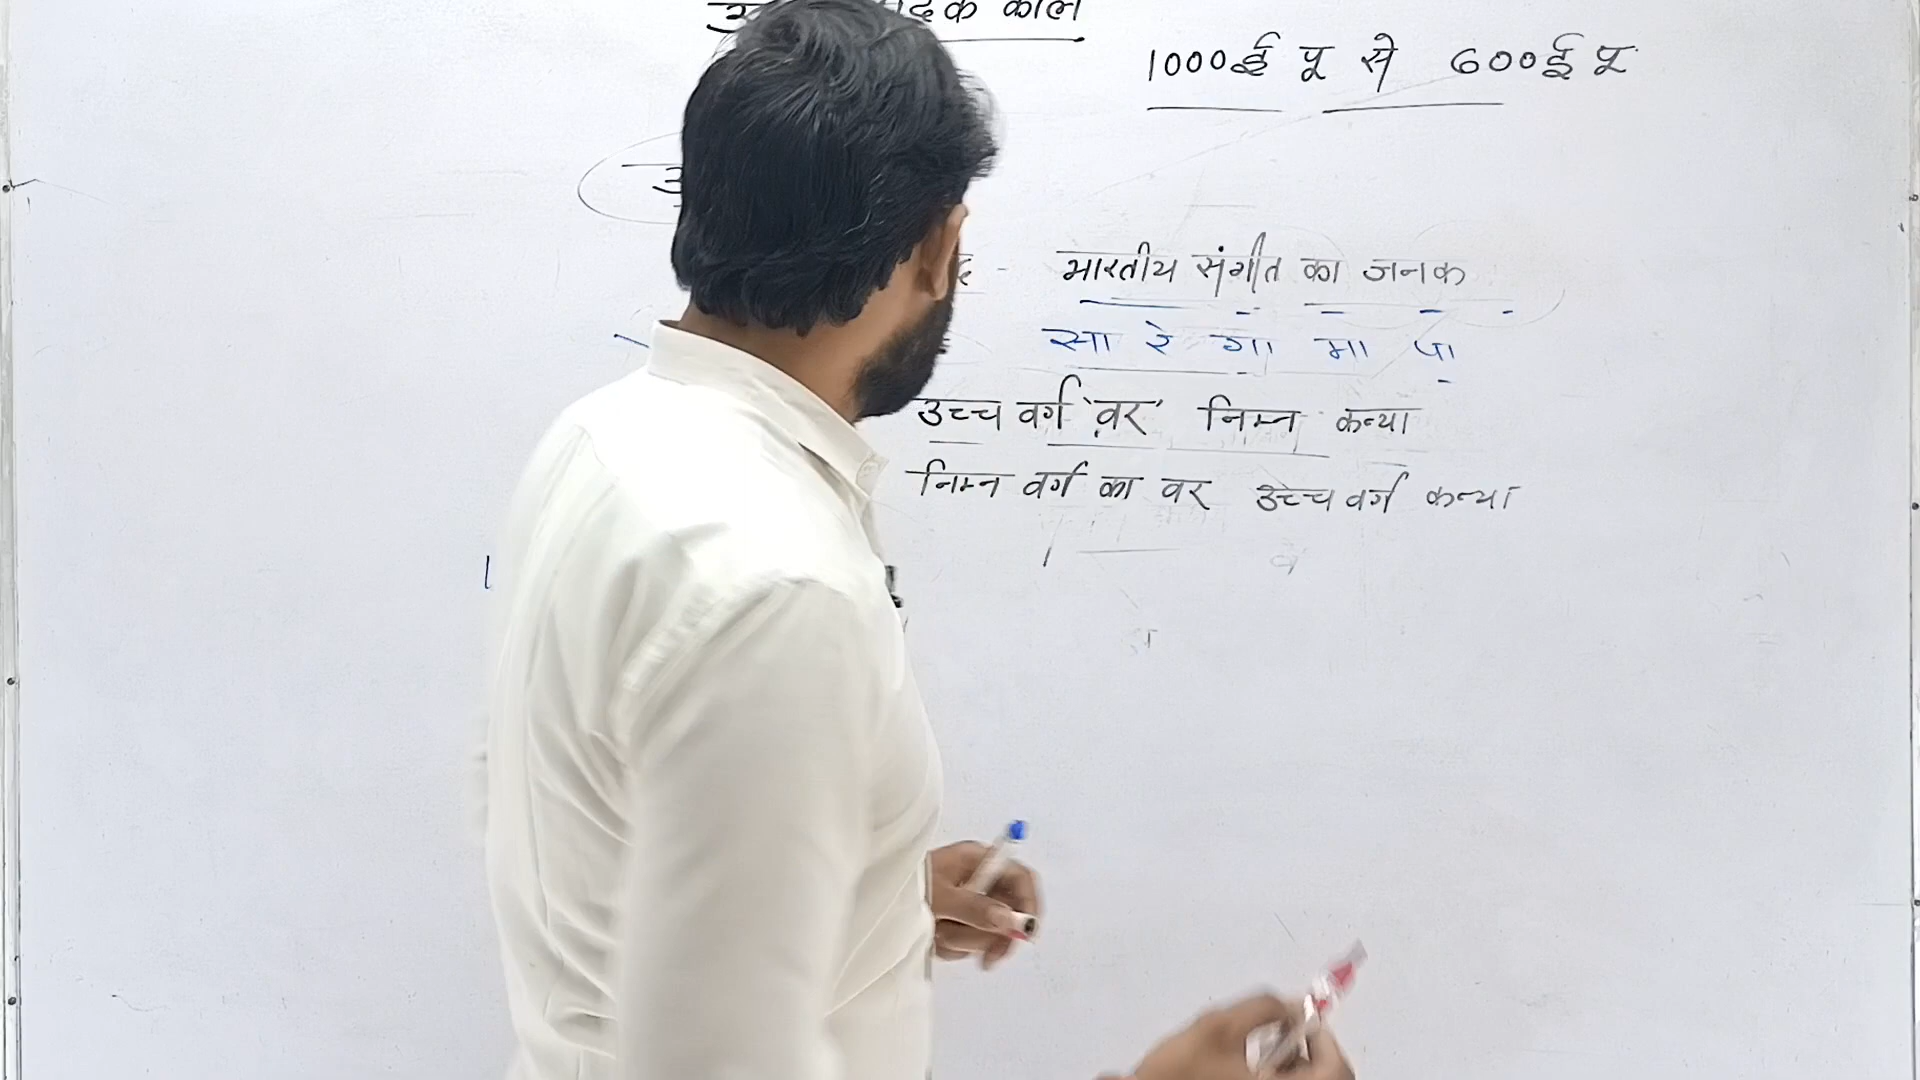 काल
1000ई पू से 600ई पू
- भारतीय संगीत का जनक
सा रे गा मा पा
उच्च वर्ग 'वर' निम्न कन्या
निम्न वर्ग का वर उच्च वर्ग कन्या